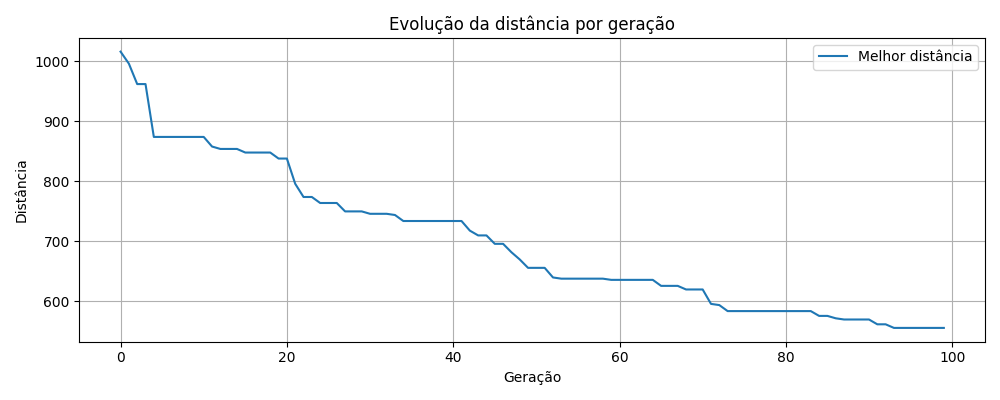 Evolução da distância por geração
Melhor distância
1000
900
800
700
600
Distância
0 20 40 60 80 100
Geração